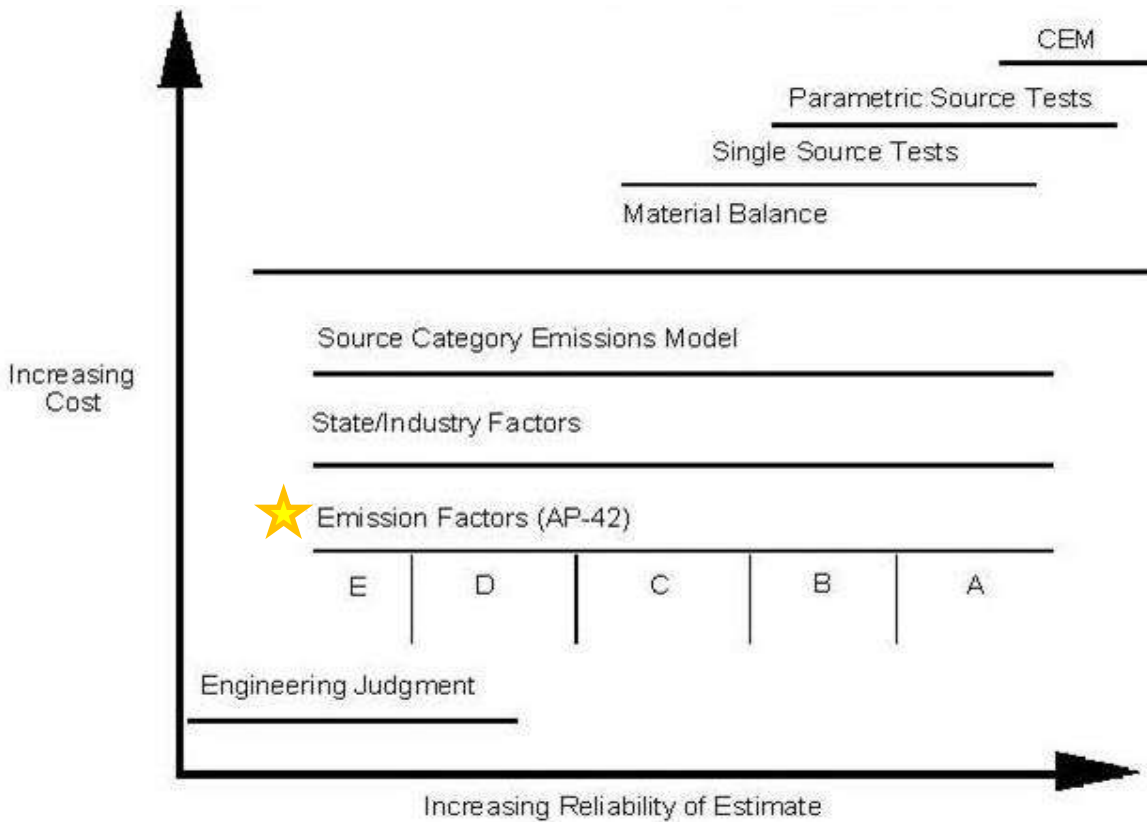 CEM
Parametric Source Tests
Single Source Tests
Material Balance
Source Category Emissions Model
Increasing
Cost
State/Industry Factors
Emission Factors (AP-42)
E D C B A
Engineering Judgment
Increasing Reliability of Estimate